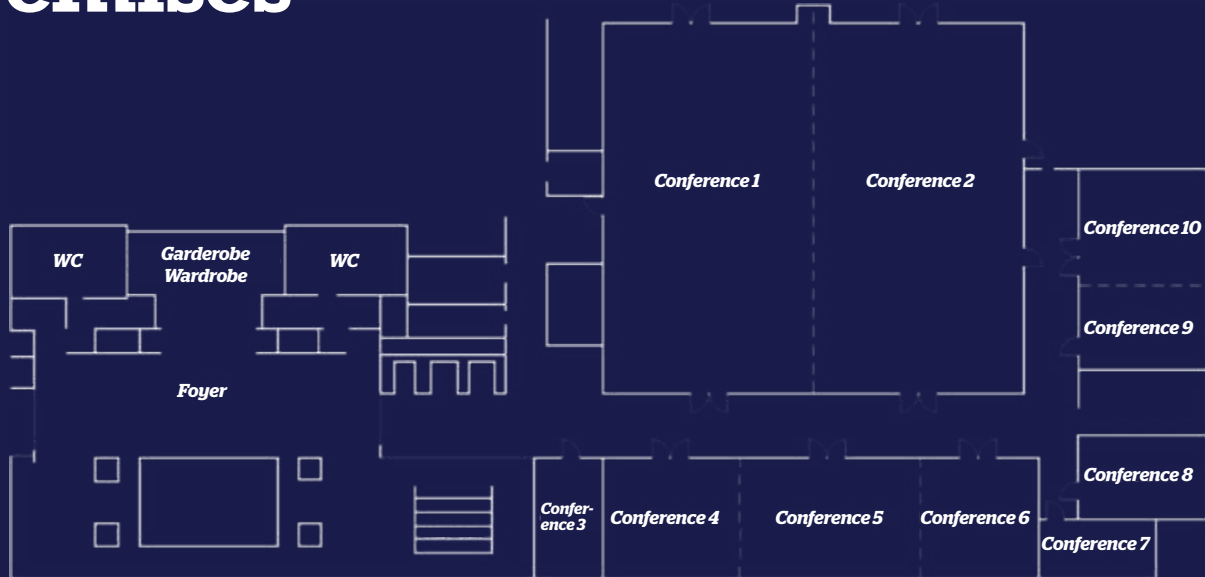 WC
Garderobe
Wardrobe
WC
Foyer
Conference 1
Conference 2
Conference 10
Conference 9
Conference 8
Conference 7
Confer-
ence 3
Conference 4
Conference 5
Conference 6